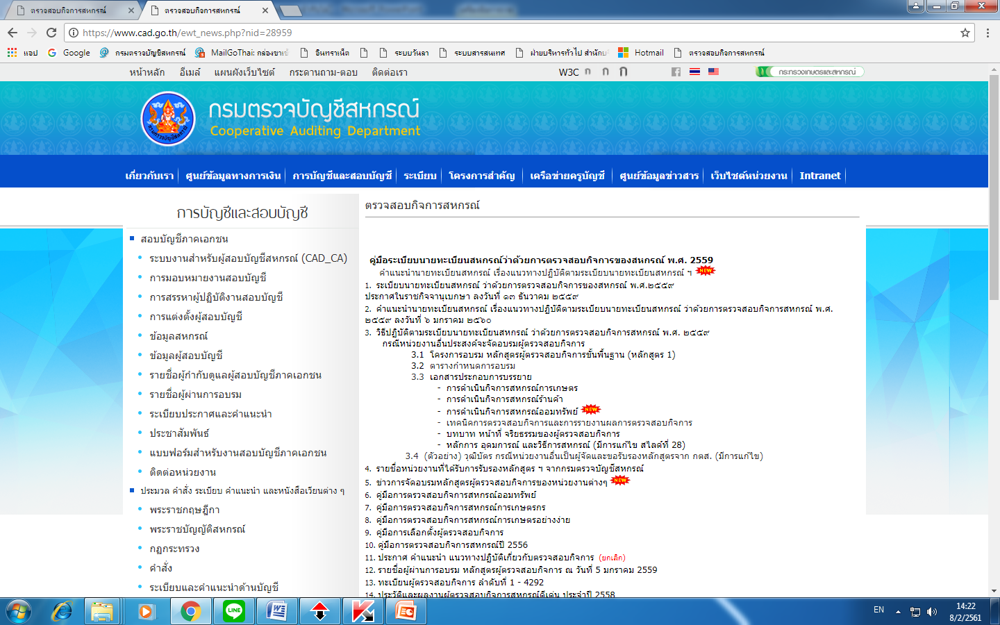 ตรวจสอบกิจการสหกรณ์
ตรวจสอบกิจการสหกรณ์
https://www.cad.go.th/ewt_news.php?nid=28959
แอป Google กรมตรวจบัญชีสหกรณ์ MailGoThai: กล่องขาเข้ อินทราเน็ต ระบบวันลา ระบบสารสนเทศ ฝ่ายบริหารทั่วไป สำนัก Hotmail ตรวจสอบกิจการสหกรณ์
หน้าหลัก อีเมล์ แผนผังเว็บไซต์ กระดานถาม-ตอบ ติดต่อเรา W3C ก ก ก กระทรวงเกษตรและสหกรณ์
กรมตรวจบัญชีสหกรณ์
Cooperative Auditing Department
เกี่ยวกับเรา ศูนย์ข้อมูลทางการเงิน การบัญชีและสอบบัญชี ระเบียบ โครงการสำคัญ เครือข่ายครูบัญชี ศูนย์ข้อมูลข่าวสาร เว็บไซต์หน่วยงาน Intranet
การบัญชีและสอบบัญชี
สอบบัญชีภาคเอกชน
ระบบงานสำหรับผู้สอบบัญชีสหกรณ์ (CAD_CA)
การมอบหมายงานสอบบัญชี
การสรรหาผู้ปฏิบัติงานสอบบัญชี
การแต่งตั้งผู้สอบบัญชี
ข้อมูลสหกรณ์
ข้อมูลผู้สอบบัญชี
รายชื่อผู้กำกับดูแลผู้สอบบัญชีภาคเอกชน
รายชื่อผู้ผ่านการอบรม
ระเบียบประกาศและคำแนะนำ
ประชาสัมพันธ์
แบบฟอร์มสำหรับงานสอบบัญชีภาคเอกชน
ติดต่อหน่วยงาน
ประมวล คำสั่ง ระเบียบ คำแนะนำ และหนังสือเวียนต่าง ๆ
พระราชกฤษฎีกา
พระราชบัญญัติสหกรณ์
กฏกระทรวง
คำสั่ง
ระเบียบและคำแนะนำด้านบัญชี
ตรวจสอบกิจการสหกรณ์
คู่มือระเบียบนายทะเบียนสหกรณ์ว่าด้วยการตรวจสอบกิจการของสหกรณ์ พ.ศ. 2559
คำแนะนำนายทะเบียนสหกรณ์ เรื่องแนวทางปฏิบัติตามระเบียบนายทะเบียนสหกรณ์ ฯ NEW
1. ระเบียบนายทะเบียนสหกรณ์ ว่าด้วยการตรวจสอบกิจการของสหกรณ์ พ.ศ.๒๕๕๙
ประกาศในราชกิจจานุเบกษา ลงวันที่ ๑๓ ธันวาคม ๒๕๕๙
2. คำแนะนำนายทะเบียนสหกรณ์ เรื่องแนวทางปฏิบัติตามระเบียบนายทะเบียนสหกรณ์ ว่าด้วยการตรวจสอบกิจการสหกรณ์ พ.ศ.
๒๕๕๙ ลงวันที่ ๖ มกราคม ๒๕๖๐
3. วิธีปฏิบัติตามระเบียบนายทะเบียนสหกรณ์ ว่าด้วยการตรวจสอบกิจการสหกรณ์ พ.ศ. ๒๕๕๙
กรณีหน่วยงานอื่นประสงค์จะจัดอบรมผู้ตรวจสอบกิจการ
3.1 โครงการอบรม หลักสูตรผู้ตรวจสอบกิจการขั้นพื้นฐาน (หลักสูตร 1)
3.2 ตารางกำหนดการอบรม
3.3 เอกสารประกอบการบรรยาย
- การดำเนินกิจการสหกรณ์การเกษตร
- การดำเนินกิจการสหกรณ์ร้านค้า
- การดำเนินกิจการสหกรณ์ออมทรัพย์ NEW
- เทคนิคการตรวจสอบกิจการและการรายงานผลการตรวจสอบกิจการ
- บทบาท หน้าที่ จริยธรรมของผู้ตรวจสอบกิจการ
- หลักการ อุดมการณ์ และวิธีการสหกรณ์ (มีการแก้ไข สไลด์ที่ 28)
3.4 (ตัวอย่าง) วุฒิบัตร กรณีหน่วยงานอื่นเป็นผู้จัดและขอรับรองหลักสูตรจาก กตส. (มีการแก้ไข)
4. รายชื่อหน่วยงานที่ได้รับการรับรองหลักสูตร ฯ จากกรมตรวจบัญชีสหกรณ์
5. ข่าวการจัดอบรมหลักสูตรผู้ตรวจสอบกิจการของหน่วยงานต่างๆ NEW
6. คู่มือการตรวจสอบกิจการสหกรณ์ออมทรัพย์
7. คู่มือการตรวจสอบกิจการสหกรณ์การเกษตรกร
8. คู่มือการตรวจสอบกิจการสหกรณ์การเกษตรอย่างง่าย
9. คู่มือการเลือกตั้งผู้ตรวจสอบกิจการ
10. คู่มือการตรวจสอบกิจการสหกรณ์ปี 2556
11. ประกาศ คำแนะนำ แนวทางปฏิบัติเกี่ยวกับตรวจสอบกิจการ (ยกเลิก)
12. รายชื่อผู้ผ่านการอบรม หลักสูตรผู้ตรวจสอบกิจการ ณ วันที่ 5 มกราคม 2559
13. ทะเบียนผู้ตรวจสอบกิจการ ลำดับที่ 1 - 4292
14. ประวัติและผลงานผู้ตรวจสอบกิจการสหกรณ์ดีเด่น ประจำปี 2558
LINE EN 14:22
8/2/2561